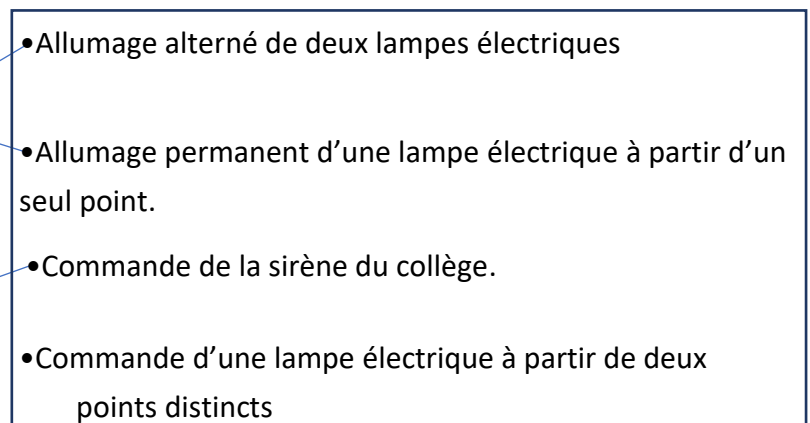 •Allumage alterné de deux lampes électriques
•Allumage permanent d’une lampe électrique à partir d’un
seul point.
•Commande de la sirène du collège.
•Commande d’une lampe électrique à partir de deux
points distincts